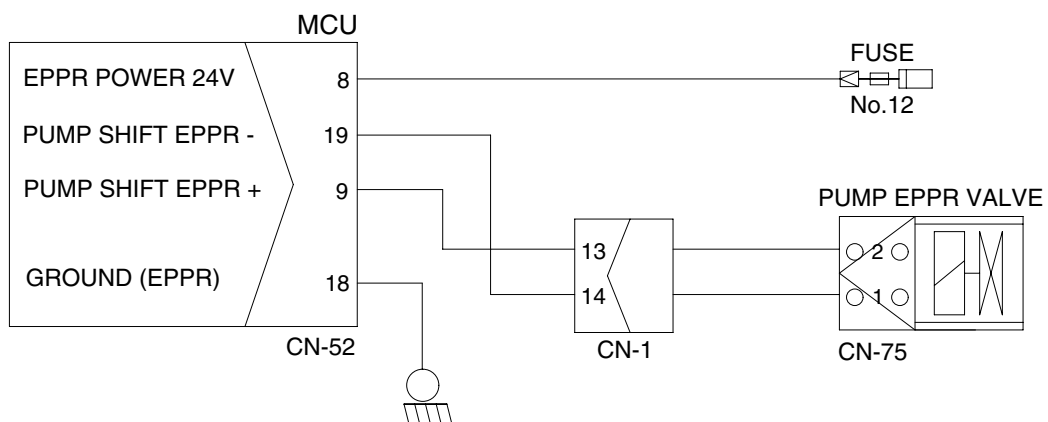 MCU
EPPR POWER 24V
8
FUSE
No.12
PUMP SHIFT EPPR -
19
PUMP SHIFT EPPR +
9
PUMP EPPR VALVE
13
2
GROUND (EPPR)
18
14
1
CN-52
CN-1
CN-75